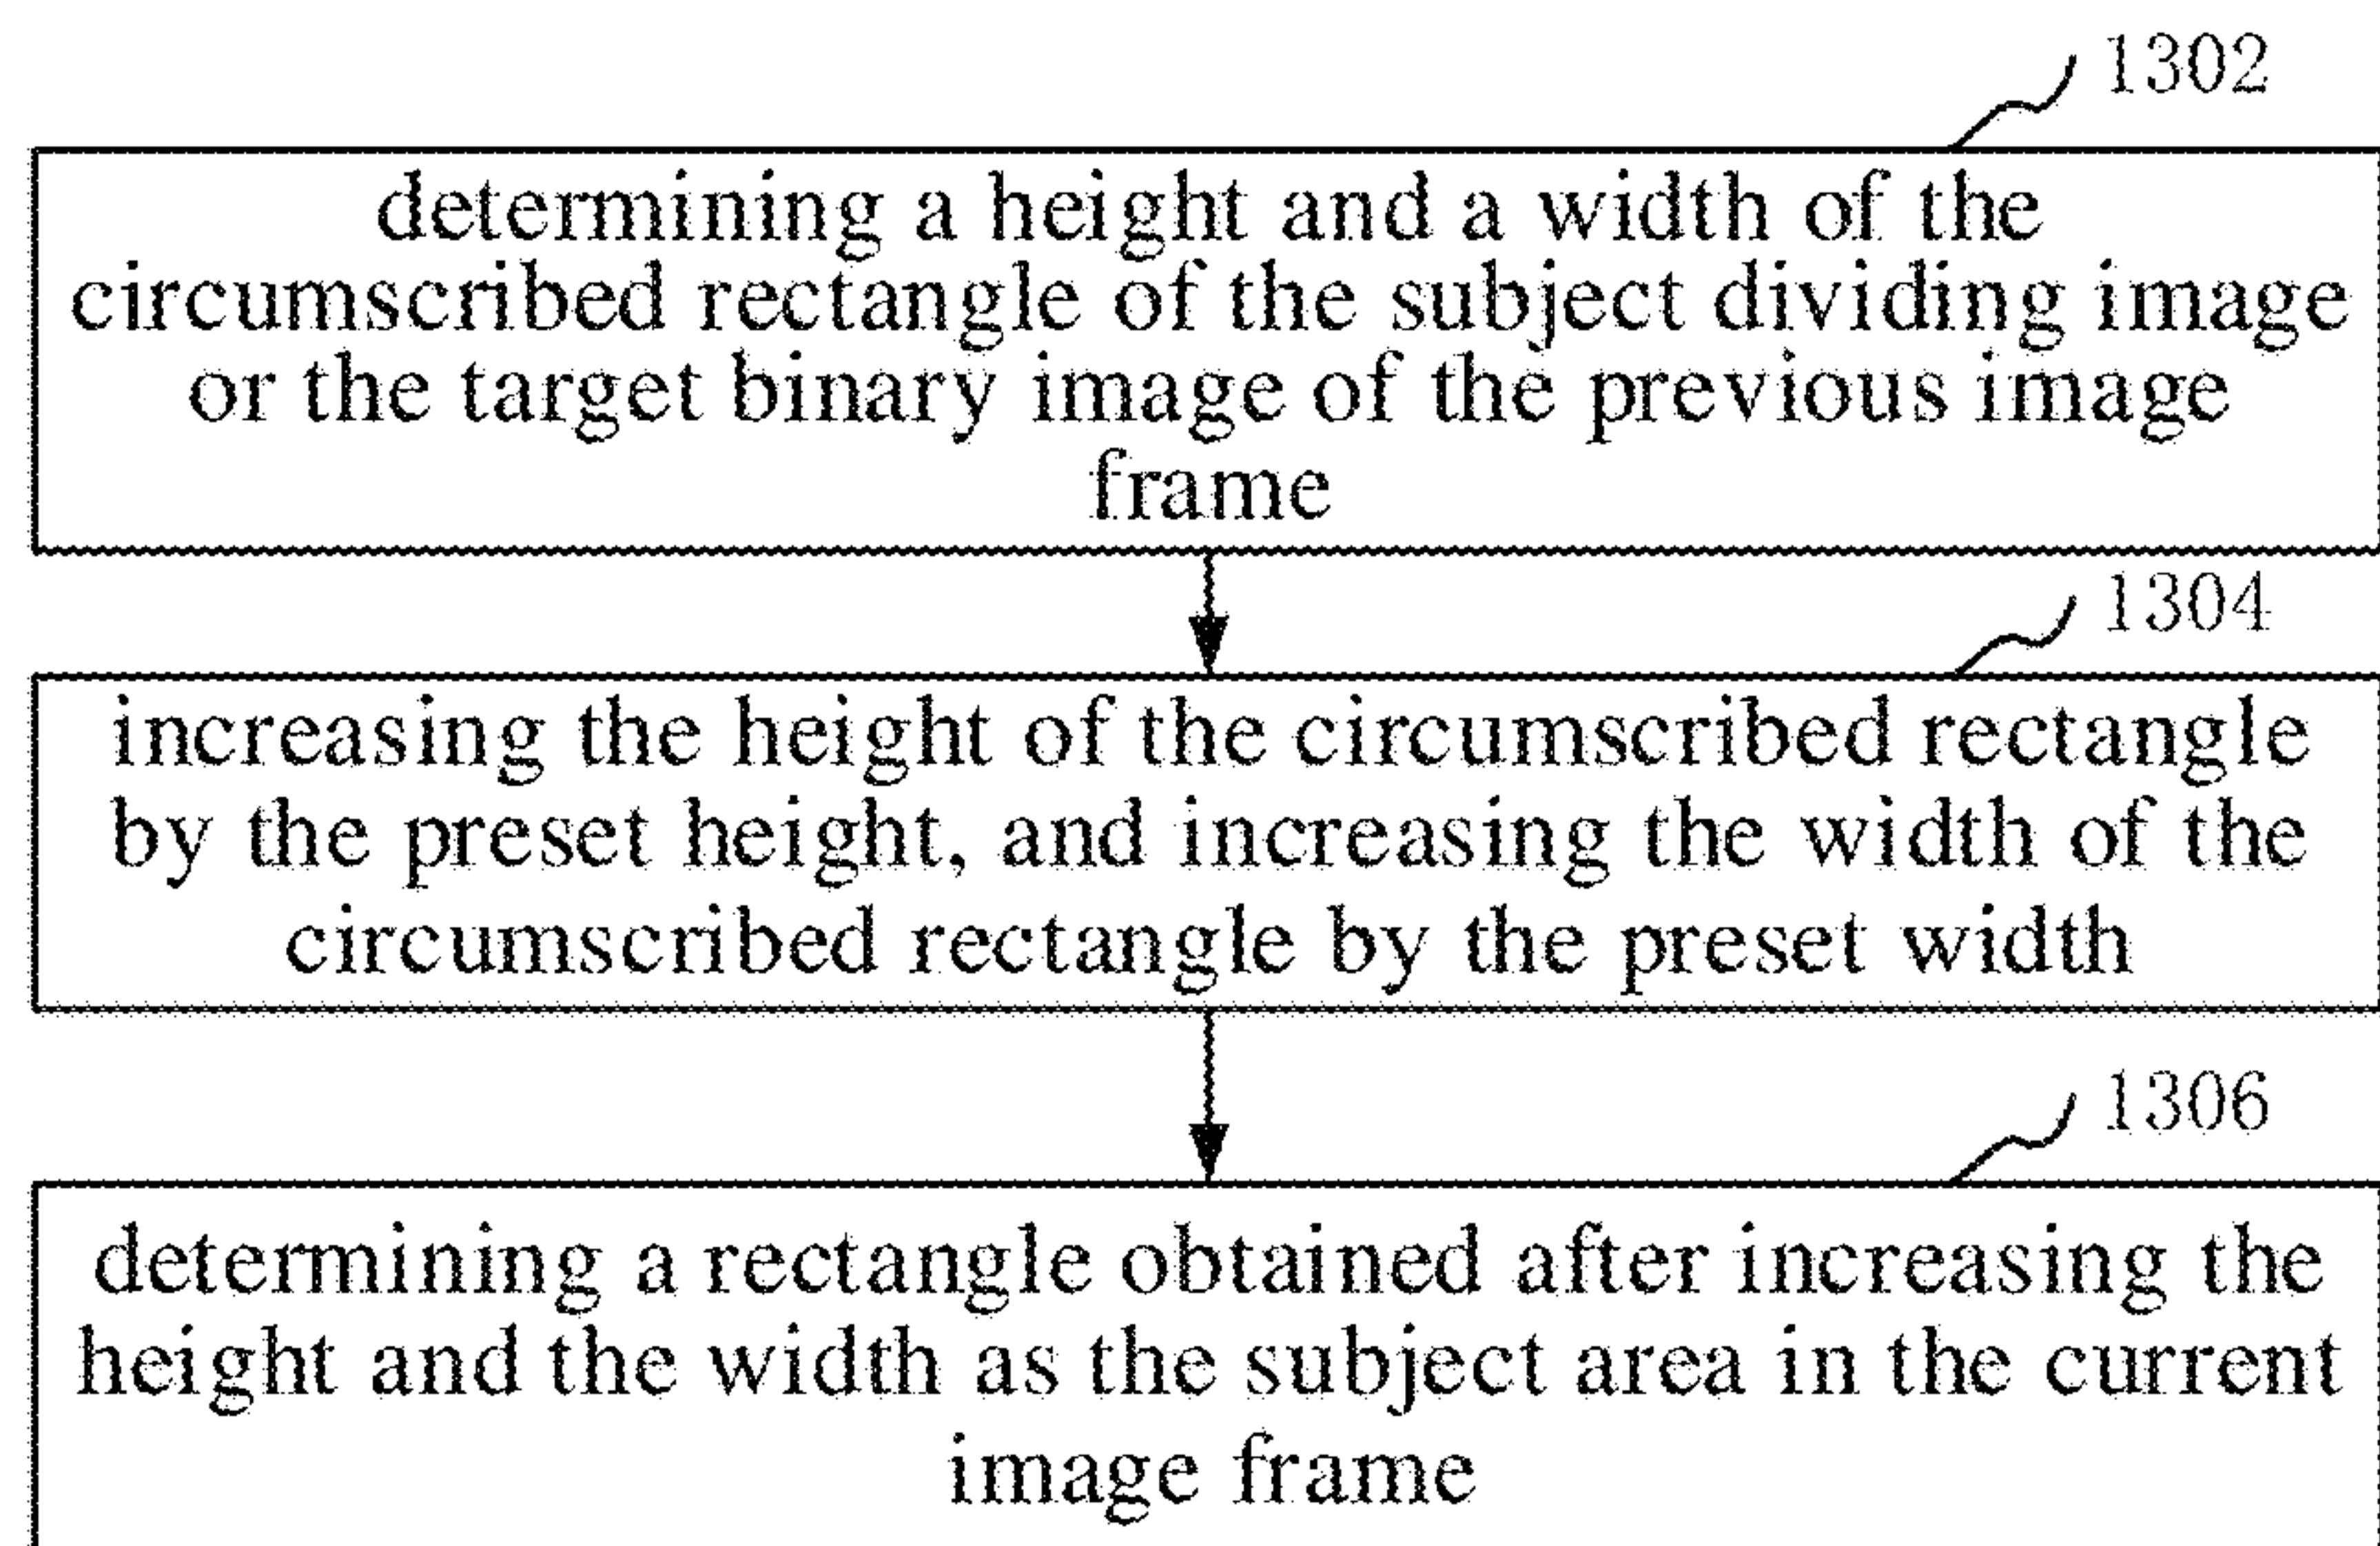 1302
determining a height and a width of the
circumscribed rectangle of the subject dividing image
or the target binary image of the previous image
frame
1304
increasing the height of the circumscribed rectangle
by the preset height, and increasing the width of the
circumscribed rectangle by the preset width
1306
determining a rectangle obtained after increasing the
height and the width as the subject area in the current
image frame